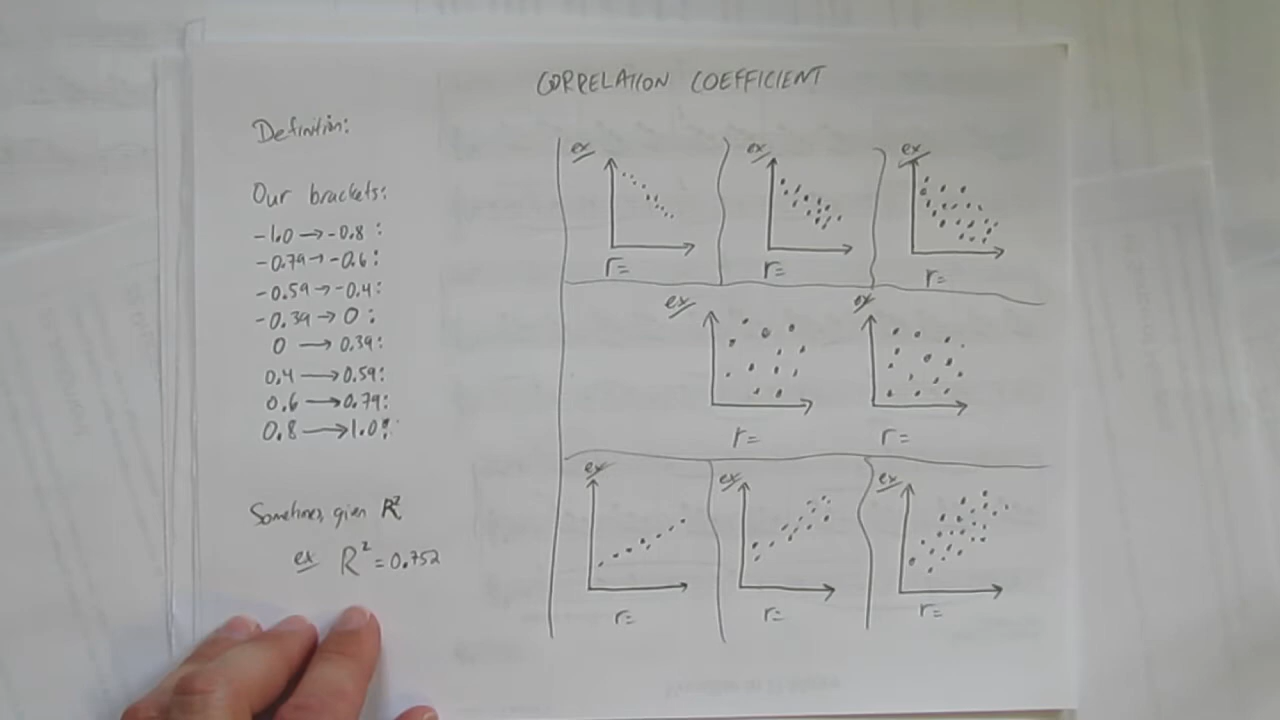 CORRELATION COEFFICIENT
Definition:
Our brackets:
-1.0 → -0.8 :
-0.79 → -0.6 :
-0.59 → -0.4 :
-0.39 → 0 :
0 → 0.39 :
0.4 → 0.59 :
0.6 → 0.79 :
0.8 → 1.0 :
Sometimes given R²
ex R² = 0.752
ex ex ex
r= r= r=
ex ex
r= r=
ex ex ex
r= r= r=